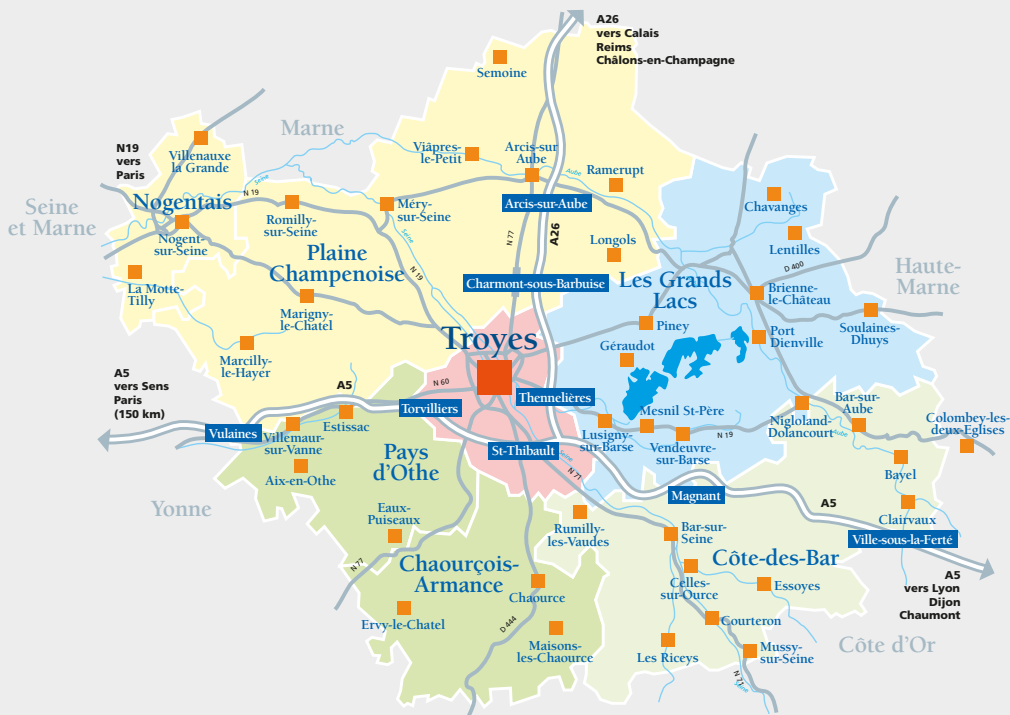 A26
vers Calais
Reims
Châlons-en-Champagne
Semoine
Marne
N19
vers
Paris
Villenauxe
la Grande
Viâpres-
le-Petit
Arcis-sur
Aube
Seine
Aube
Ramerupt
Nogentais
N 19
Romilly-
sur-Seine
Méry-
sur-Seine
Arcis-sur-Aube
Chavanges
Seine
et Marne
Nogent-
sur-Seine
Seine
N 77
A26
Longols
Lentilles
Plaine
Champenoise
N 19
Charmont-sous-Barbuise
Les Grands
Lacs
D 400
Haute-
Marne
La Motte-
Tilly
Marigny-
le-Chatel
Brienne-
le-Château
Troyes
Piney
Port
Dienville
Soulaines-
Dhuys
Marcilly-
le-Hayer
Géraudot
A5
vers Sens
Paris
(150 km)
A5
N 60
Torvilliers
Thennelières
Mesnil St-Père
Bar-sur-
Aube
Colombey-les-
deux-Eglises
Vulaines
Villemaur-
sur-Vanne
Estissac
Lusigny-
sur-Barse
Vendeuvre-
sur-Barse
N 19
Nigloland-
Dolancourt
Aube
Pays
d'Othe
St-Thibault
Seine
N 71
Aix-en-Othe
Bayel
Magnant
A5
Yonne
Eaux-
Puiseaux
Rumilly-
les-Vaudes
Bar-sur-
Seine
Clairvaux
Ville-sous-la-Ferté
N 77
Chaourçois-
Armance
Côte-des-Bar
Chaource
Celles-
sur-Ource
Essoyes
A5
vers Lyon
Dijon
Chaumont
Ervy-le-Chatel
D 444
Courteron
Maisons-
les-Chaource
Les Riceys
Mussy-
sur-Seine
Côte d'Or
N 71
Seine